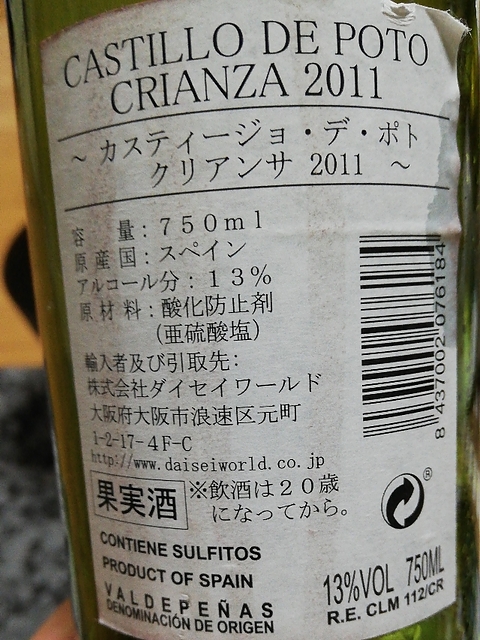 CASTILLO DE POTO
CRIANZA 2011
～ カスティージョ・デ・ポト
クリアンサ 2011 ～
容　量：750ml
原産国：スペイン
アルコール分：13%
原材料：酸化防止剤
(亜硫酸塩)
輸入者及び引取先:
株式会社ダイセイワールド
大阪府大阪市浪速区元町
1-2-17-4F-C
http://www.daiseiworld.co.jp
果実酒
※飲酒は20歳
になってから。
8 437002 076184
®
CONTIENE SULFITOS
PRODUCT OF SPAIN
VALDEPEÑAS
DENOMINACIÓN DE ORIGEN
13%VOL 750ML
R.E. CLM 112/CR